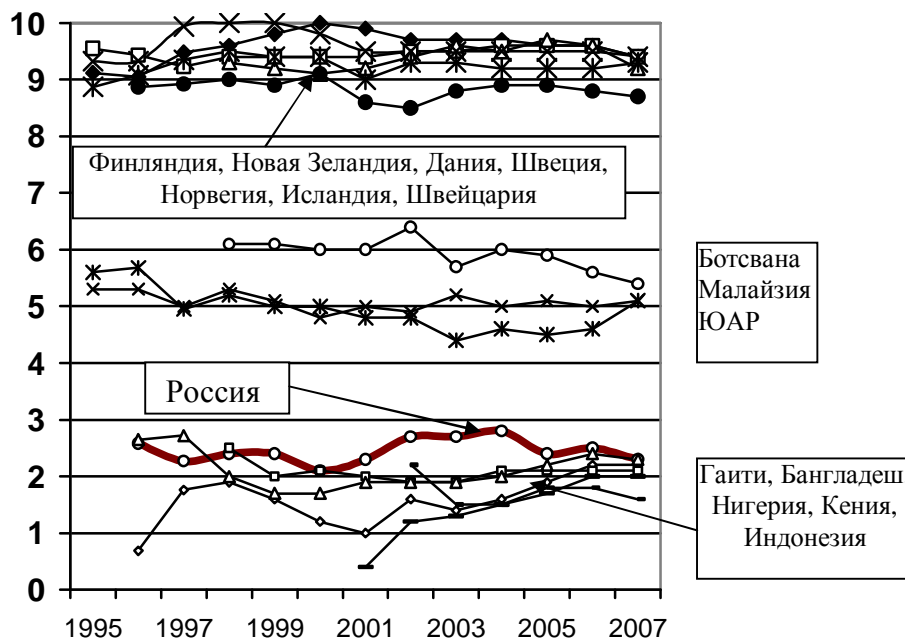 10
9
8
7
6
5
4
3
2
1
0
Финляндия, Новая Зеландия, Дания, Швеция,
Норвегия, Исландия, Швейцария
Ботсвана
Малайзия
ЮАР
Россия
Гаити, Бангладеш
Нигерия, Кения,
Индонезия
1995 1997 1999 2001 2003 2005 2007